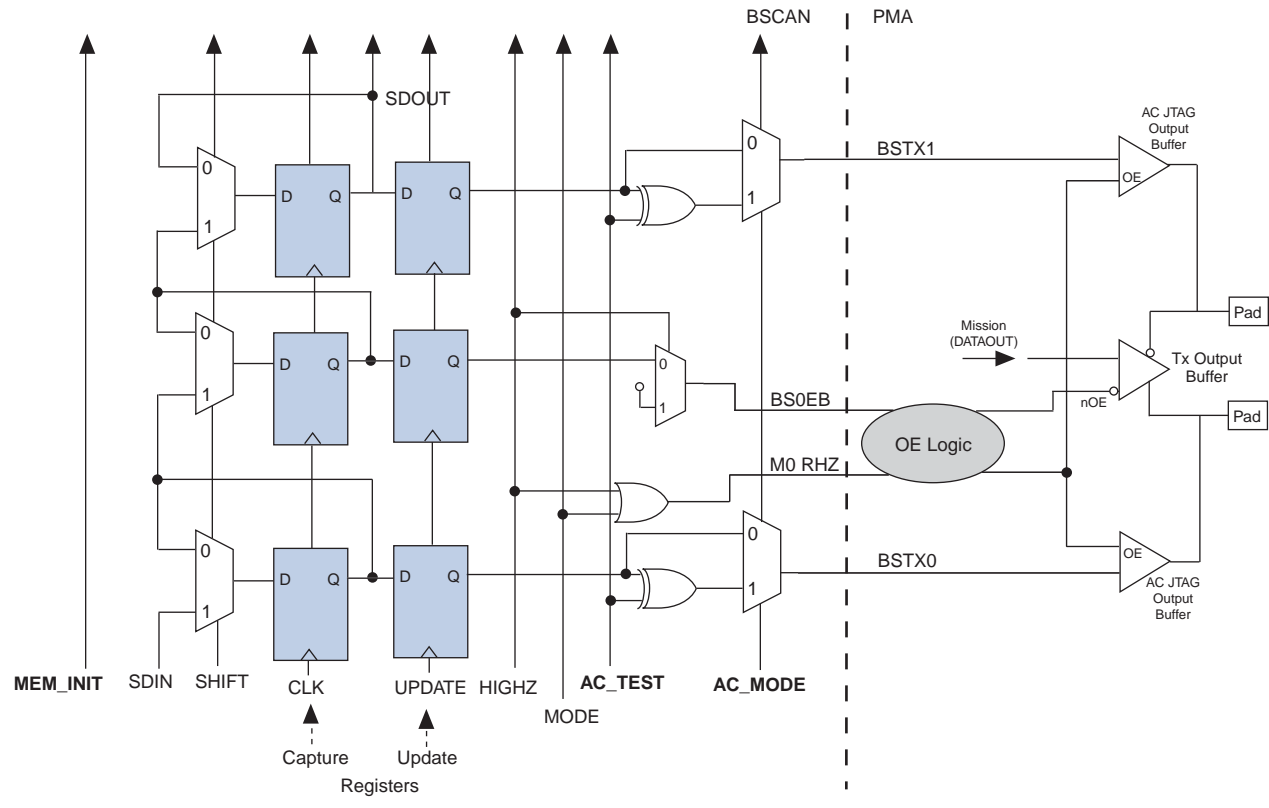 BSCAN
PMA
SDOUT
0
1
D Q
D Q
0
1
BSTX1
AC JTAG
Output
Buffer
OE
Pad
0
1
D Q
D Q
0
1
BS0EB
Mission
(DATAOUT)
nOE
Tx Output
Buffer
Pad
OE Logic
M0 RHZ
0
1
D Q
D Q
0
1
BSTX0
OE
AC JTAG
Output
Buffer
MEM_INIT
SDIN
SHIFT
CLK
UPDATE
HIGHZ
MODE
AC_TEST
AC_MODE
Capture
Update
Registers